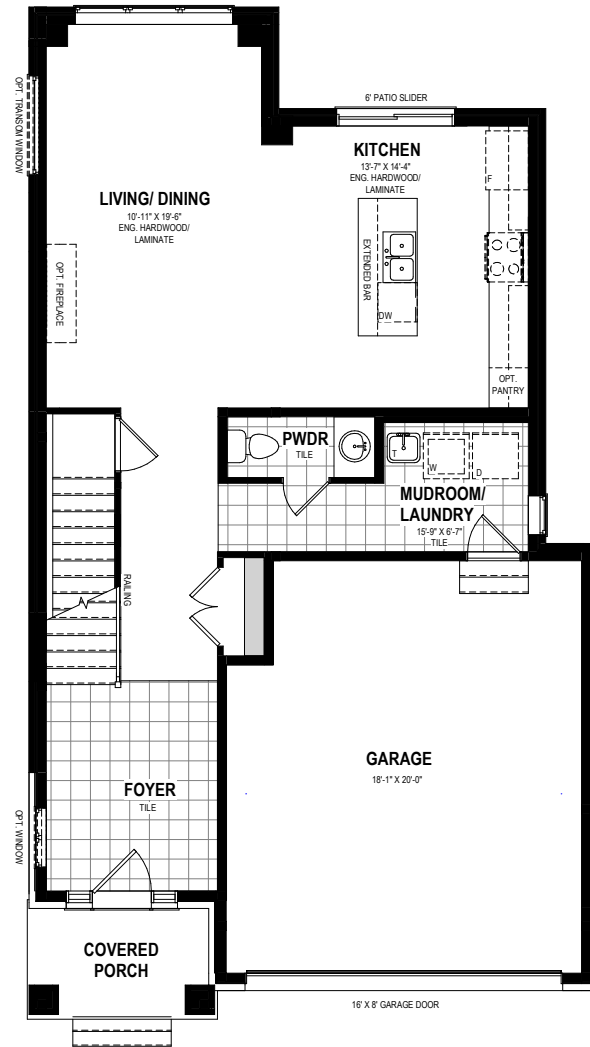 6' PATIO SLIDER
OPT. TRANSOM WINDOW
KITCHEN
13'-7" X 14'-4"
ENG. HARDWOOD/
LAMINATE
F
LIVING/ DINING
10'-11" X 19'-6"
ENG. HARDWOOD/
LAMINATE
EXTENDED BAR
OPT. FIREPLACE
DW
OPT.
PANTRY
PWDR
TILE
T
W
D
MUDROOM/
LAUNDRY
15'-9" X 6'-7"
TILE
RAILING
GARAGE
18'-1" X 20'-0"
FOYER
TILE
OPT. WINDOW
COVERED
PORCH
16' X 8' GARAGE DOOR